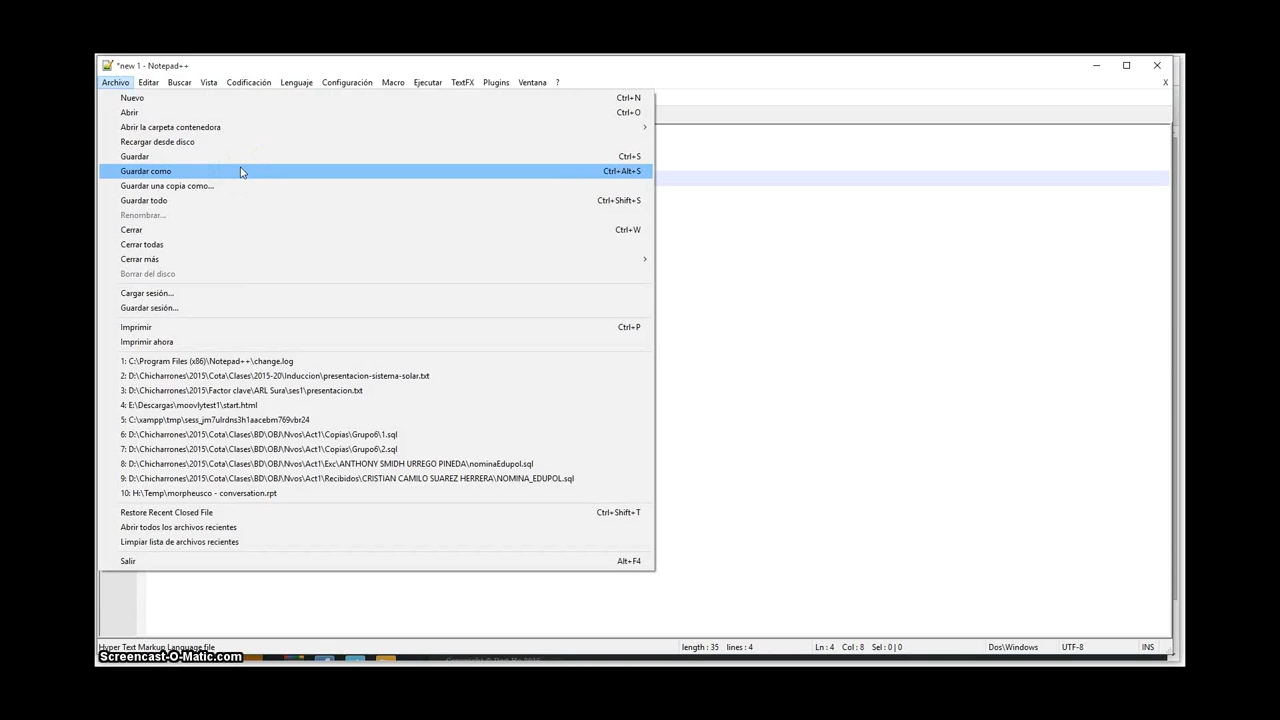 *new 1 - Notepad++
Archivo Editar Buscar Vista Codificación Lenguaje Configuración Macro Ejecutar TextFX Plugins Ventana ? X
Nuevo Ctrl+N
Abrir Ctrl+O
Abrir la carpeta contenedora
Recargar desde disco
Guardar Ctrl+S
Guardar como Ctrl+Alt+S
Guardar una copia como...
Guardar todo Ctrl+Shift+S
Renombrar...
Cerrar Ctrl+W
Cerrar todas
Cerrar más
Borrar del disco
Cargar sesión...
Guardar sesión...
Imprimir Ctrl+P
Imprimir ahora
1: C:\Program Files (x86)\Notepad++\change.log
2: D:\Chicharrones\2015\Cota\Clases\2015-20\Induccion\presentacion-sistema-solar.txt
3: D:\Chicharrones\2015\Factor clave\ARL Sura\ses1\presentacion.txt
4: E:\Descargas\moovlytest1\start.html
5: C:\xampp\tmp\sess_jm7ulrdns3h1aacebm769vbr24
6: D:\Chicharrones\2015\Cota\Clases\BD\OBJ\Nvos\Act1\Copias\Grupo6\1.sql
7: D:\Chicharrones\2015\Cota\Clases\BD\OBJ\Nvos\Act1\Copias\Grupo6\2.sql
8: D:\Chicharrones\2015\Cota\Clases\BD\OBJ\Nvos\Act1\Exc\ANTHONY SMIDH URREGO PINEDA\nominaEdupol.sql
9: D:\Chicharrones\2015\Cota\Clases\BD\OBJ\Nvos\Act1\Recibidos\CRISTIAN CAMILO SUAREZ HERRERA\NOMINA_EDUPOL.sql
10: H:\Temp\morpheusco - conversation.rpt
Restore Recent Closed File Ctrl+Shift+T
Abrir todos los archivos recientes
Limpiar lista de archivos recientes
Salir Alt+F4
Hyper Text Markup Language file length : 35 lines : 4 Ln : 4 Col : 8 Sel : 0 | 0 Dos\Windows UTF-8 INS
Screencast-O-Matic.com